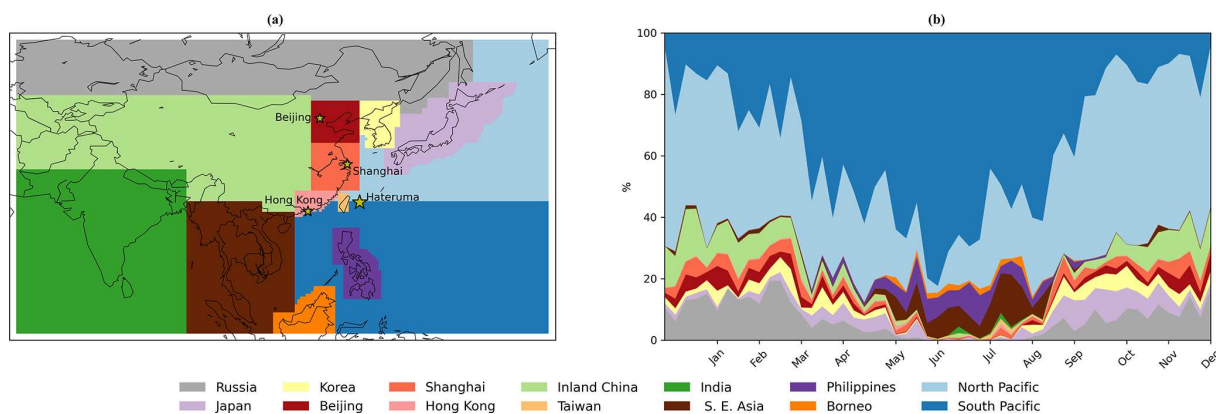 (a)
Beijing
Shanghai
Hong Kong
Hateruma
(b)
100
80
60
%
40
20
0
Jan Feb Mar Apr May Jun Jul Aug Sep Oct Nov Dec
Russia Korea Shanghai Inland China India Philippines North Pacific
Japan Beijing Hong Kong Taiwan S. E. Asia Borneo South Pacific